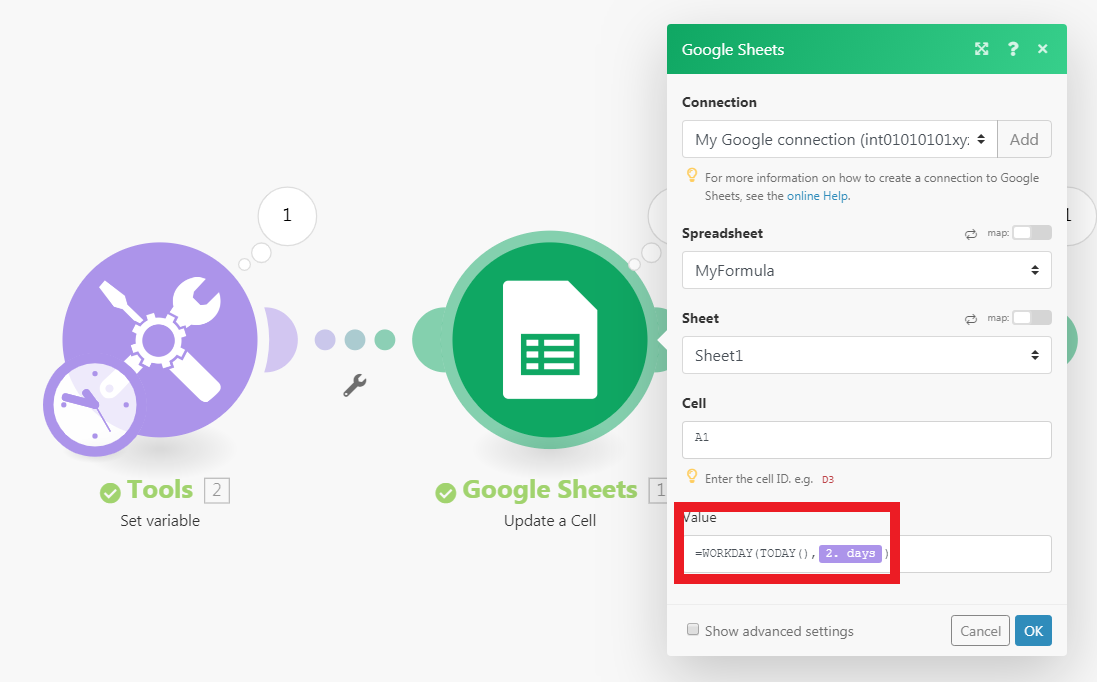 Google Sheets
?
Connection
My Google connection (int01010101xy
Add
For more information on how to create a connection to Google
Sheets, see the online Help.
Spreadsheet
map:
MyFormula
Sheet
map:
Sheet1
Cell
A1
Enter the cell ID. e.g. D3
Value
=WORKDAY(TODAY(), 2. days )
Show advanced settings
Cancel
OK
1
1
Tools 2
Set variable
Google Sheets 1
Update a Cell